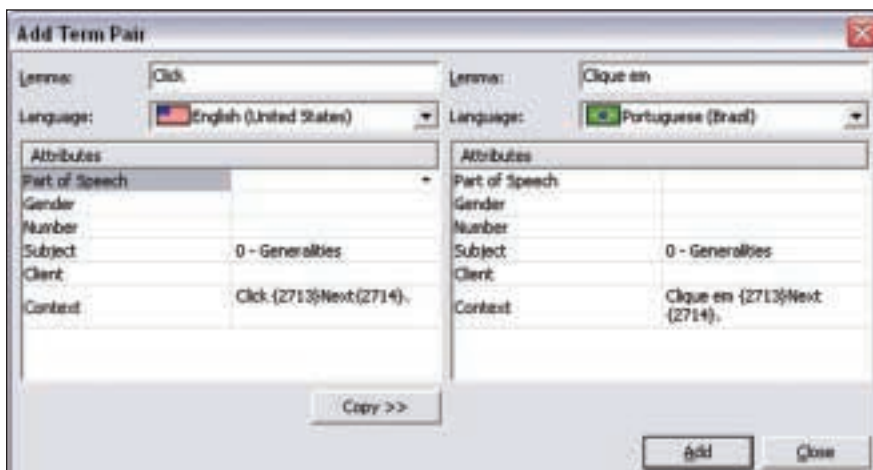 Add Term Pair
Lemma: Click Lemma: Clique em
Language: English (United States) Language: Portuguese (Brazil)
Attributes Attributes
Part of Speech Part of Speech
Gender Gender
Number Number
Subject 0 - Generalities Subject 0 - Generalities
Client Client
Context Click {2713}Next{2714}. Context Clique em {2713}Next
{2714}.
Copy >>
Add Close